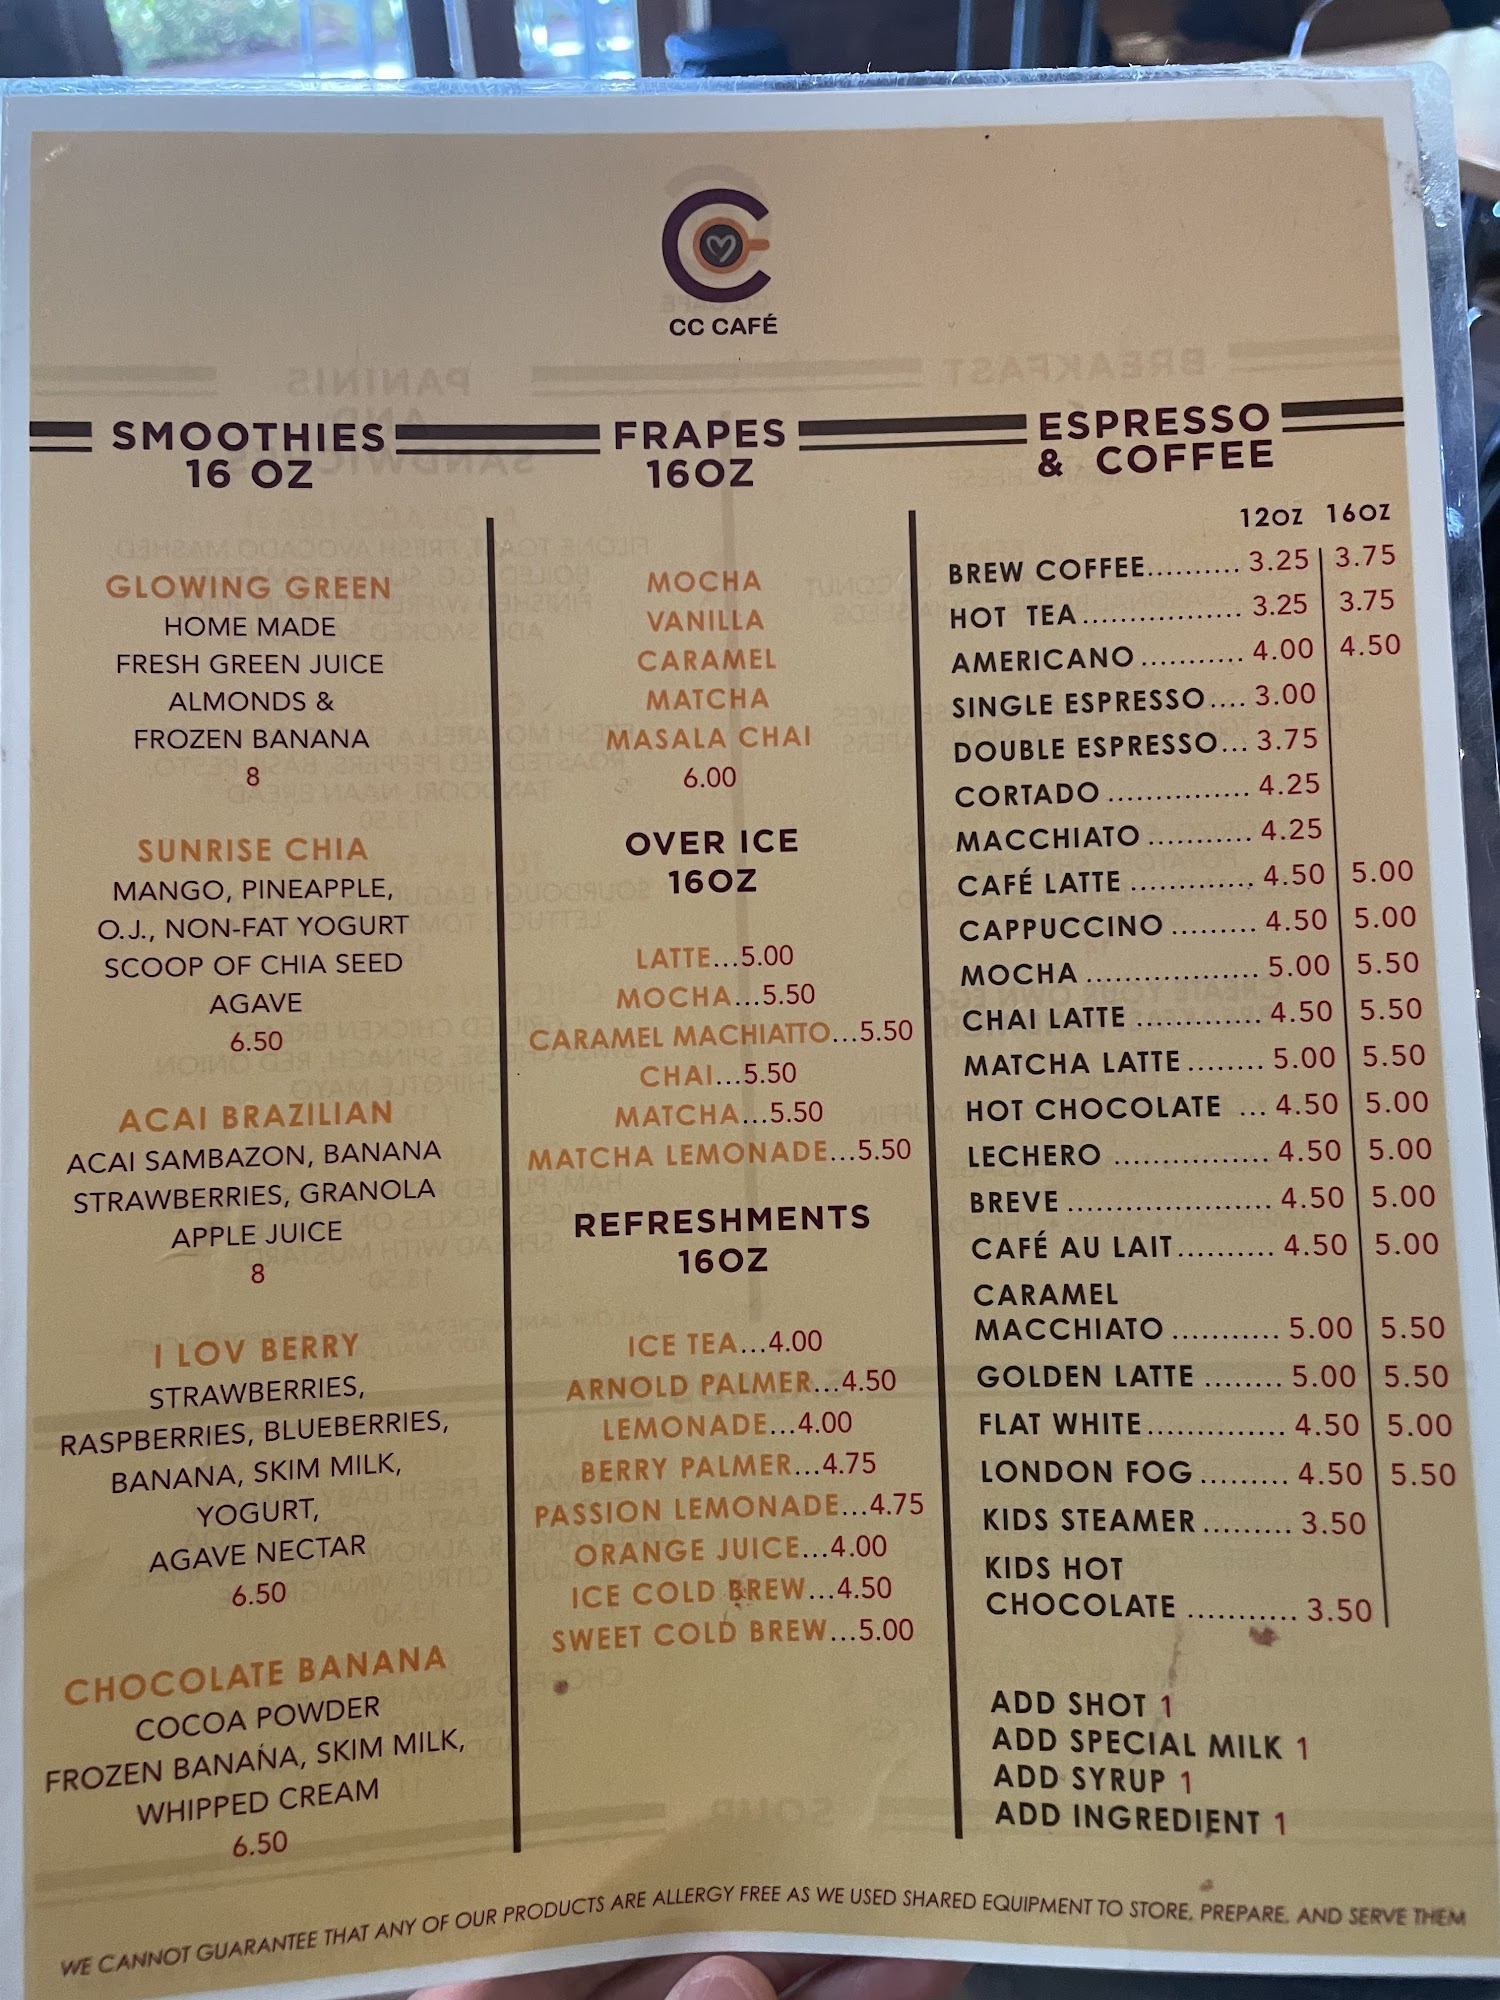 CC CAFÉ
SMOOTHIES
16 OZ
GLOWING GREEN
HOME MADE
FRESH GREEN JUICE
ALMONDS &
FROZEN BANANA
8
SUNRISE CHIA
MANGO, PINEAPPLE,
O.J., NON-FAT YOGURT
SCOOP OF CHIA SEED
AGAVE
6.50
ACAI BRAZILIAN
ACAI SAMBAZON, BANANA
STRAWBERRIES, GRANOLA
APPLE JUICE
8
I LOV BERRY
STRAWBERRIES,
RASPBERRIES, BLUEBERRIES,
BANANA, SKIM MILK,
YOGURT,
AGAVE NECTAR
6.50
CHOCOLATE BANANA
COCOA POWDER
FROZEN BANANA, SKIM MILK,
WHIPPED CREAM
6.50
FRAPES
16OZ
MOCHA
VANILLA
CARAMEL
MATCHA
MASALA CHAI
6.00
OVER ICE
16OZ
LATTE...5.00
MOCHA...5.50
CARAMEL MACHIATTO...5.50
CHAI...5.50
MATCHA...5.50
MATCHA LEMONADE...5.50
REFRESHMENTS
16OZ
ICE TEA...4.00
ARNOLD PALMER...4.50
LEMONADE...4.00
BERRY PALMER...4.75
PASSION LEMONADE...4.75
ORANGE JUICE...4.00
ICE COLD BREW...4.50
SWEET COLD BREW...5.00
ESPRESSO
& COFFEE
12OZ 16OZ
BREW COFFEE.......... 3.25 3.75
HOT TEA.................. 3.25 3.75
AMERICANO........... 4.00 4.50
SINGLE ESPRESSO.... 3.00
DOUBLE ESPRESSO... 3.75
CORTADO ............... 4.25
MACCHIATO ........... 4.25
CAFÉ LATTE ............. 4.50 5.00
CAPPUCCINO ......... 4.50 5.00
MOCHA .................. 5.00 5.50
CHAI LATTE ............. 4.50 5.50
MATCHA LATTE ........ 5.00 5.50
HOT CHOCOLATE ... 4.50 5.00
LECHERO ................ 4.50 5.00
BREVE ..................... 4.50 5.00
CAFÉ AU LAIT.......... 4.50 5.00
CARAMEL
MACCHIATO ........... 5.00 5.50
GOLDEN LATTE ........ 5.00 5.50
FLAT WHITE.............. 4.50 5.00
LONDON FOG ......... 4.50 5.50
KIDS STEAMER ......... 3.50
KIDS HOT
CHOCOLATE ........... 3.50
ADD SHOT 1
ADD SPECIAL MILK 1
ADD SYRUP 1
ADD INGREDIENT 1
WE CANNOT GUARANTEE THAT ANY OF OUR PRODUCTS ARE ALLERGY FREE AS WE USED SHARED EQUIPMENT TO STORE, PREPARE, AND SERVE THEM